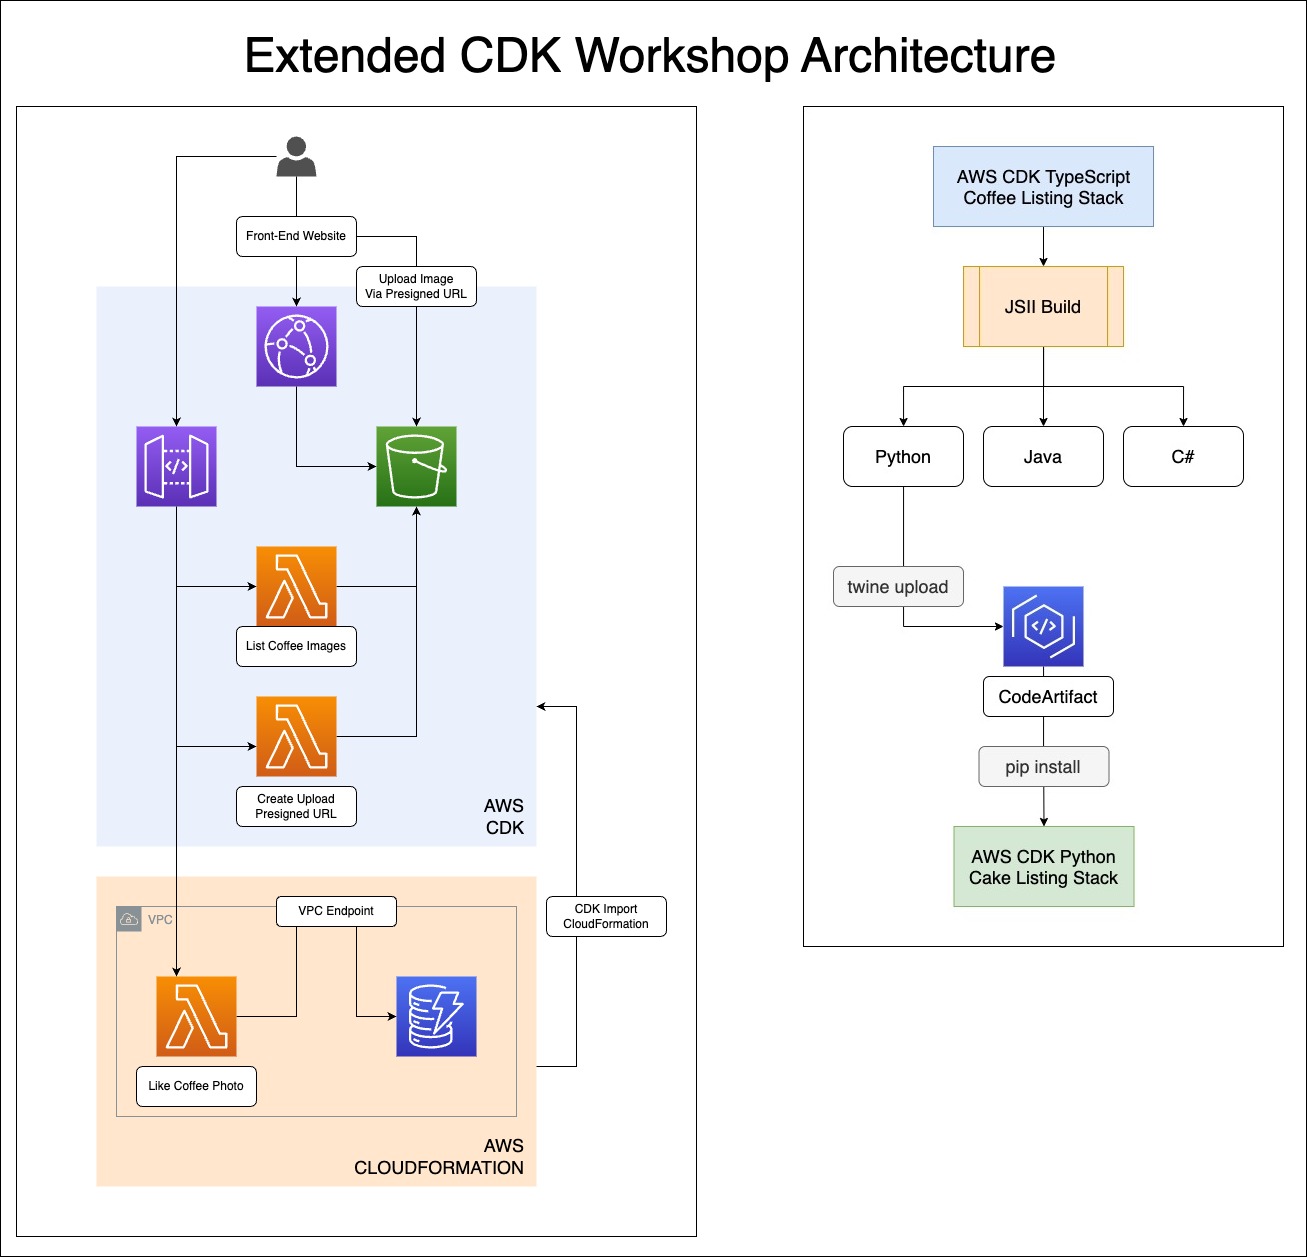 Extended CDK Workshop Architecture
Front-End Website
Upload Image
Via Presigned URL
</>
List Coffee Images
Create Upload
Presigned URL
AWS
CDK
VPC
VPC Endpoint
CDK Import
CloudFormation
Like Coffee Photo
AWS
CLOUDFORMATION
AWS CDK TypeScript
Coffee Listing Stack
JSII Build
Python
Java
C#
twine upload
</>
CodeArtifact
pip install
AWS CDK Python
Cake Listing Stack